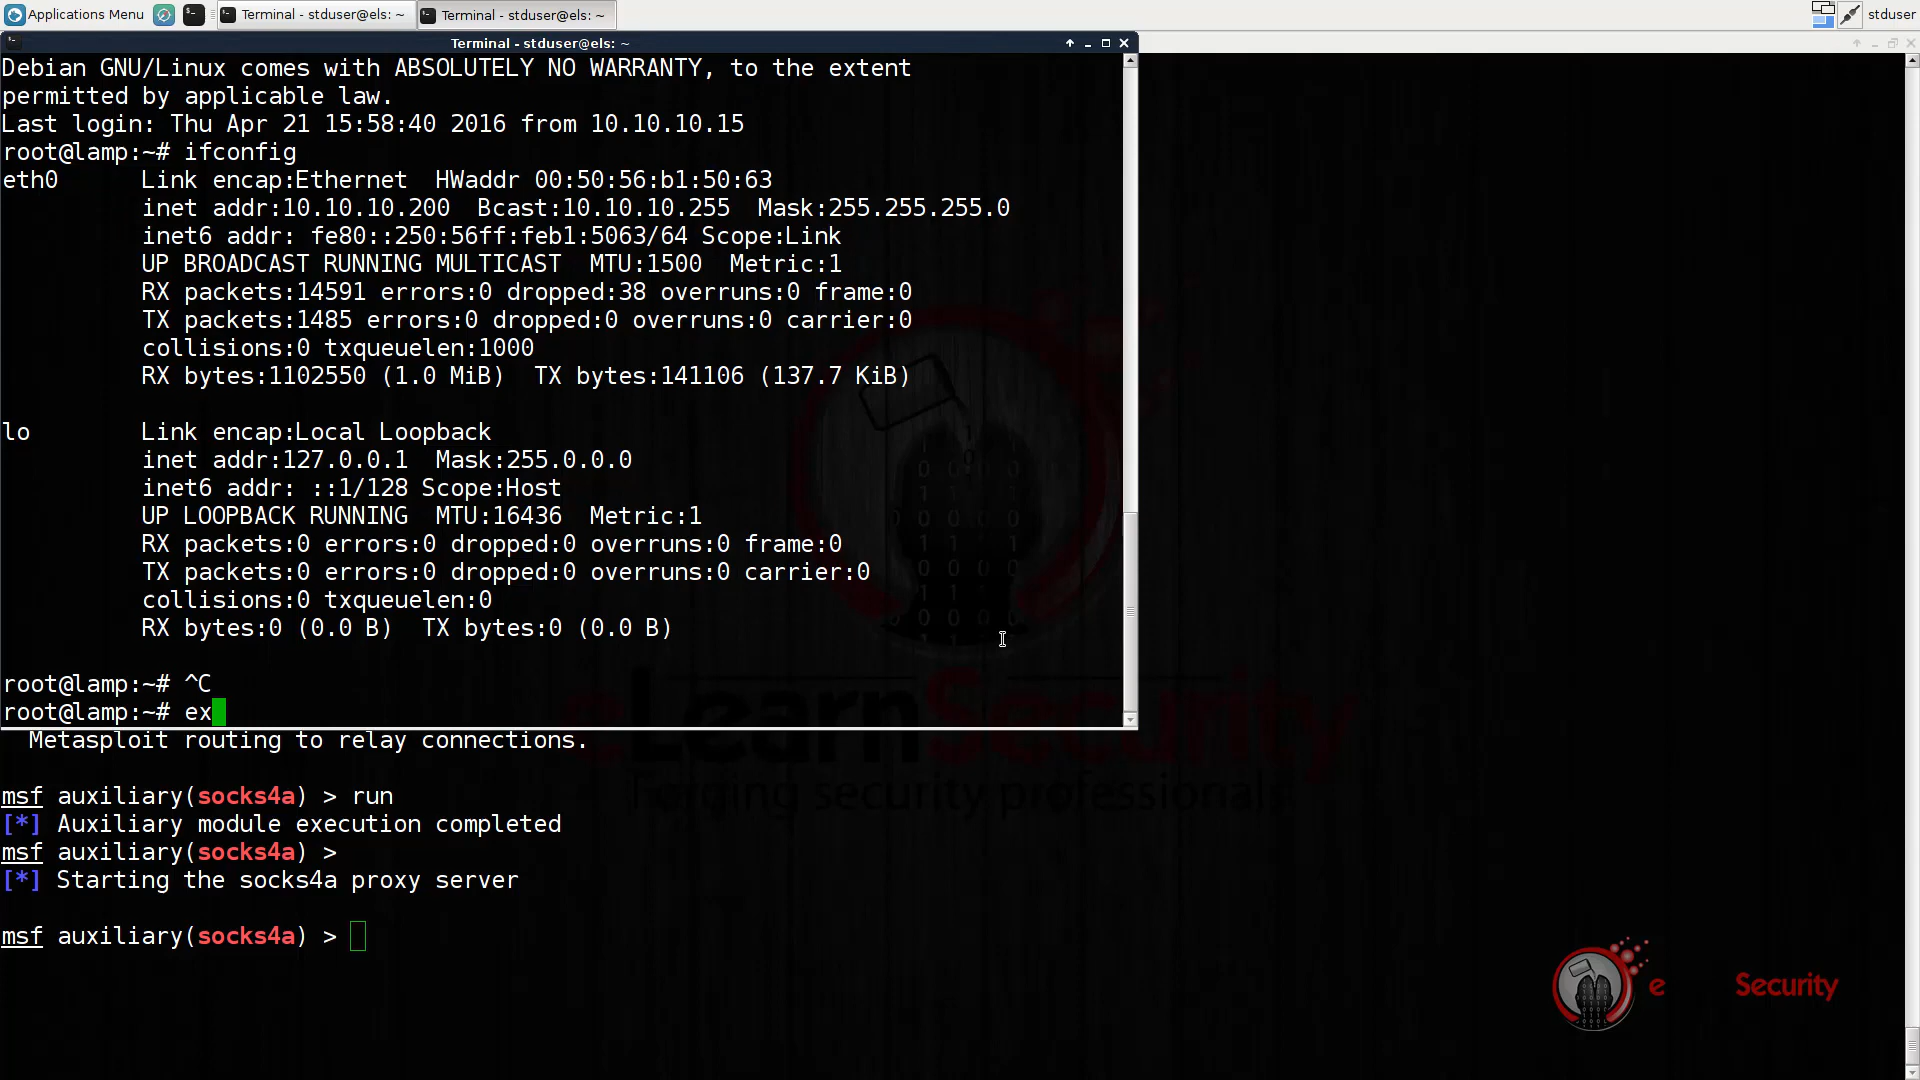 Applications Menu Terminal - stduser@els: ~ Terminal - stduser@els: ~ stduser
Terminal - stduser@els: ~
Debian GNU/Linux comes with ABSOLUTELY NO WARRANTY, to the extent
permitted by applicable law.
Last login: Thu Apr 21 15:58:40 2016 from 10.10.10.15
root@lamp:~# ifconfig
eth0      Link encap:Ethernet  HWaddr 00:50:56:b1:50:63
          inet addr:10.10.10.200  Bcast:10.10.10.255  Mask:255.255.255.0
          inet6 addr: fe80::250:56ff:feb1:5063/64 Scope:Link
          UP BROADCAST RUNNING MULTICAST  MTU:1500  Metric:1
          RX packets:14591 errors:0 dropped:38 overruns:0 frame:0
          TX packets:1485 errors:0 dropped:0 overruns:0 carrier:0
          collisions:0 txqueuelen:1000
          RX bytes:1102550 (1.0 MiB)  TX bytes:141106 (137.7 KiB)
lo        Link encap:Local Loopback
          inet addr:127.0.0.1  Mask:255.0.0.0
          inet6 addr: ::1/128 Scope:Host
          UP LOOPBACK RUNNING  MTU:16436  Metric:1
          RX packets:0 errors:0 dropped:0 overruns:0 frame:0
          TX packets:0 errors:0 dropped:0 overruns:0 carrier:0
          collisions:0 txqueuelen:0
          RX bytes:0 (0.0 B)  TX bytes:0 (0.0 B)
root@lamp:~# ^C
root@lamp:~# ex
eLearnSecurity
Forging security professionals
  Metasploit routing to relay connections.
msf auxiliary(socks4a) > run
[*] Auxiliary module execution completed
msf auxiliary(socks4a) >
[*] Starting the socks4a proxy server
msf auxiliary(socks4a) >
e Security